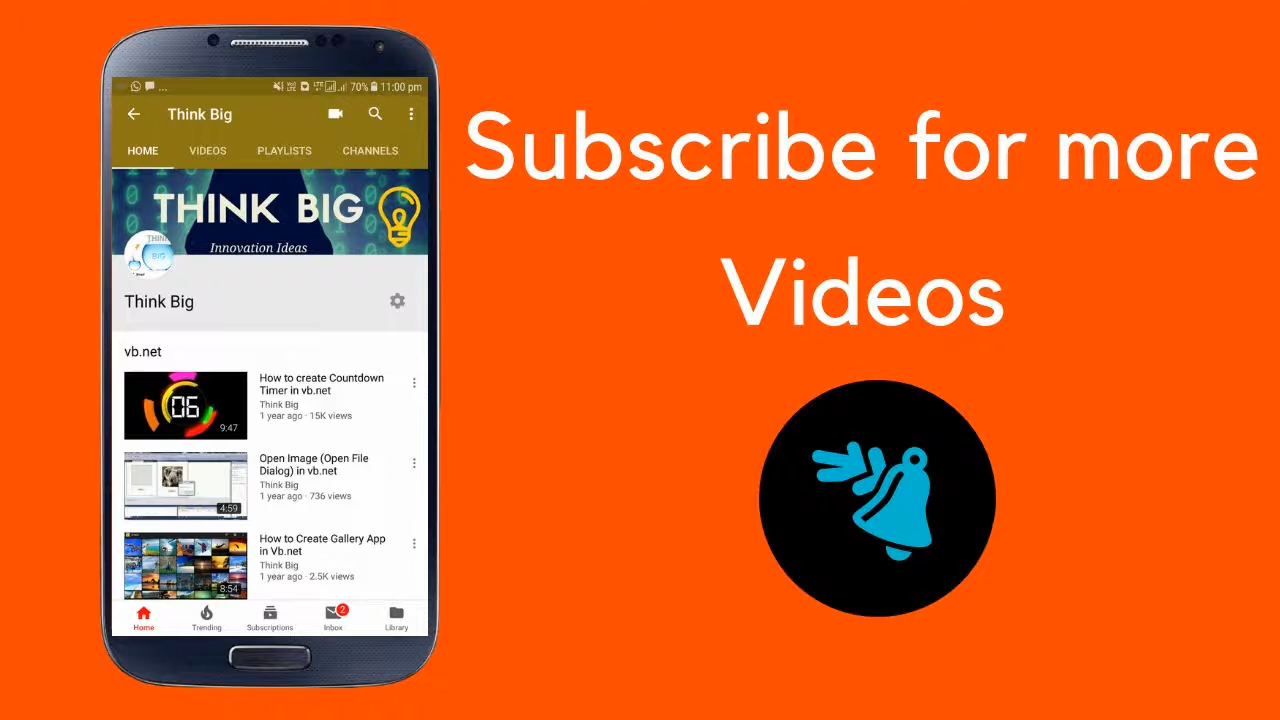 ... 70% 11:00 pm
Think Big
HOME VIDEOS PLAYLISTS CHANNELS
THINK BIG
Innovation Ideas
THINK
BIG
Think Big
vb.net
How to create Countdown
Timer in vb.net
Think Big
1 year ago · 15K views
06
9:47
Open Image (Open File
Dialog) in vb.net
Think Big
1 year ago · 736 views
4:59
How to Create Gallery App
in Vb.net
Think Big
1 year ago · 2.5K views
8:54
2
Home Trending Subscriptions Inbox Library
Subscribe for more
Videos